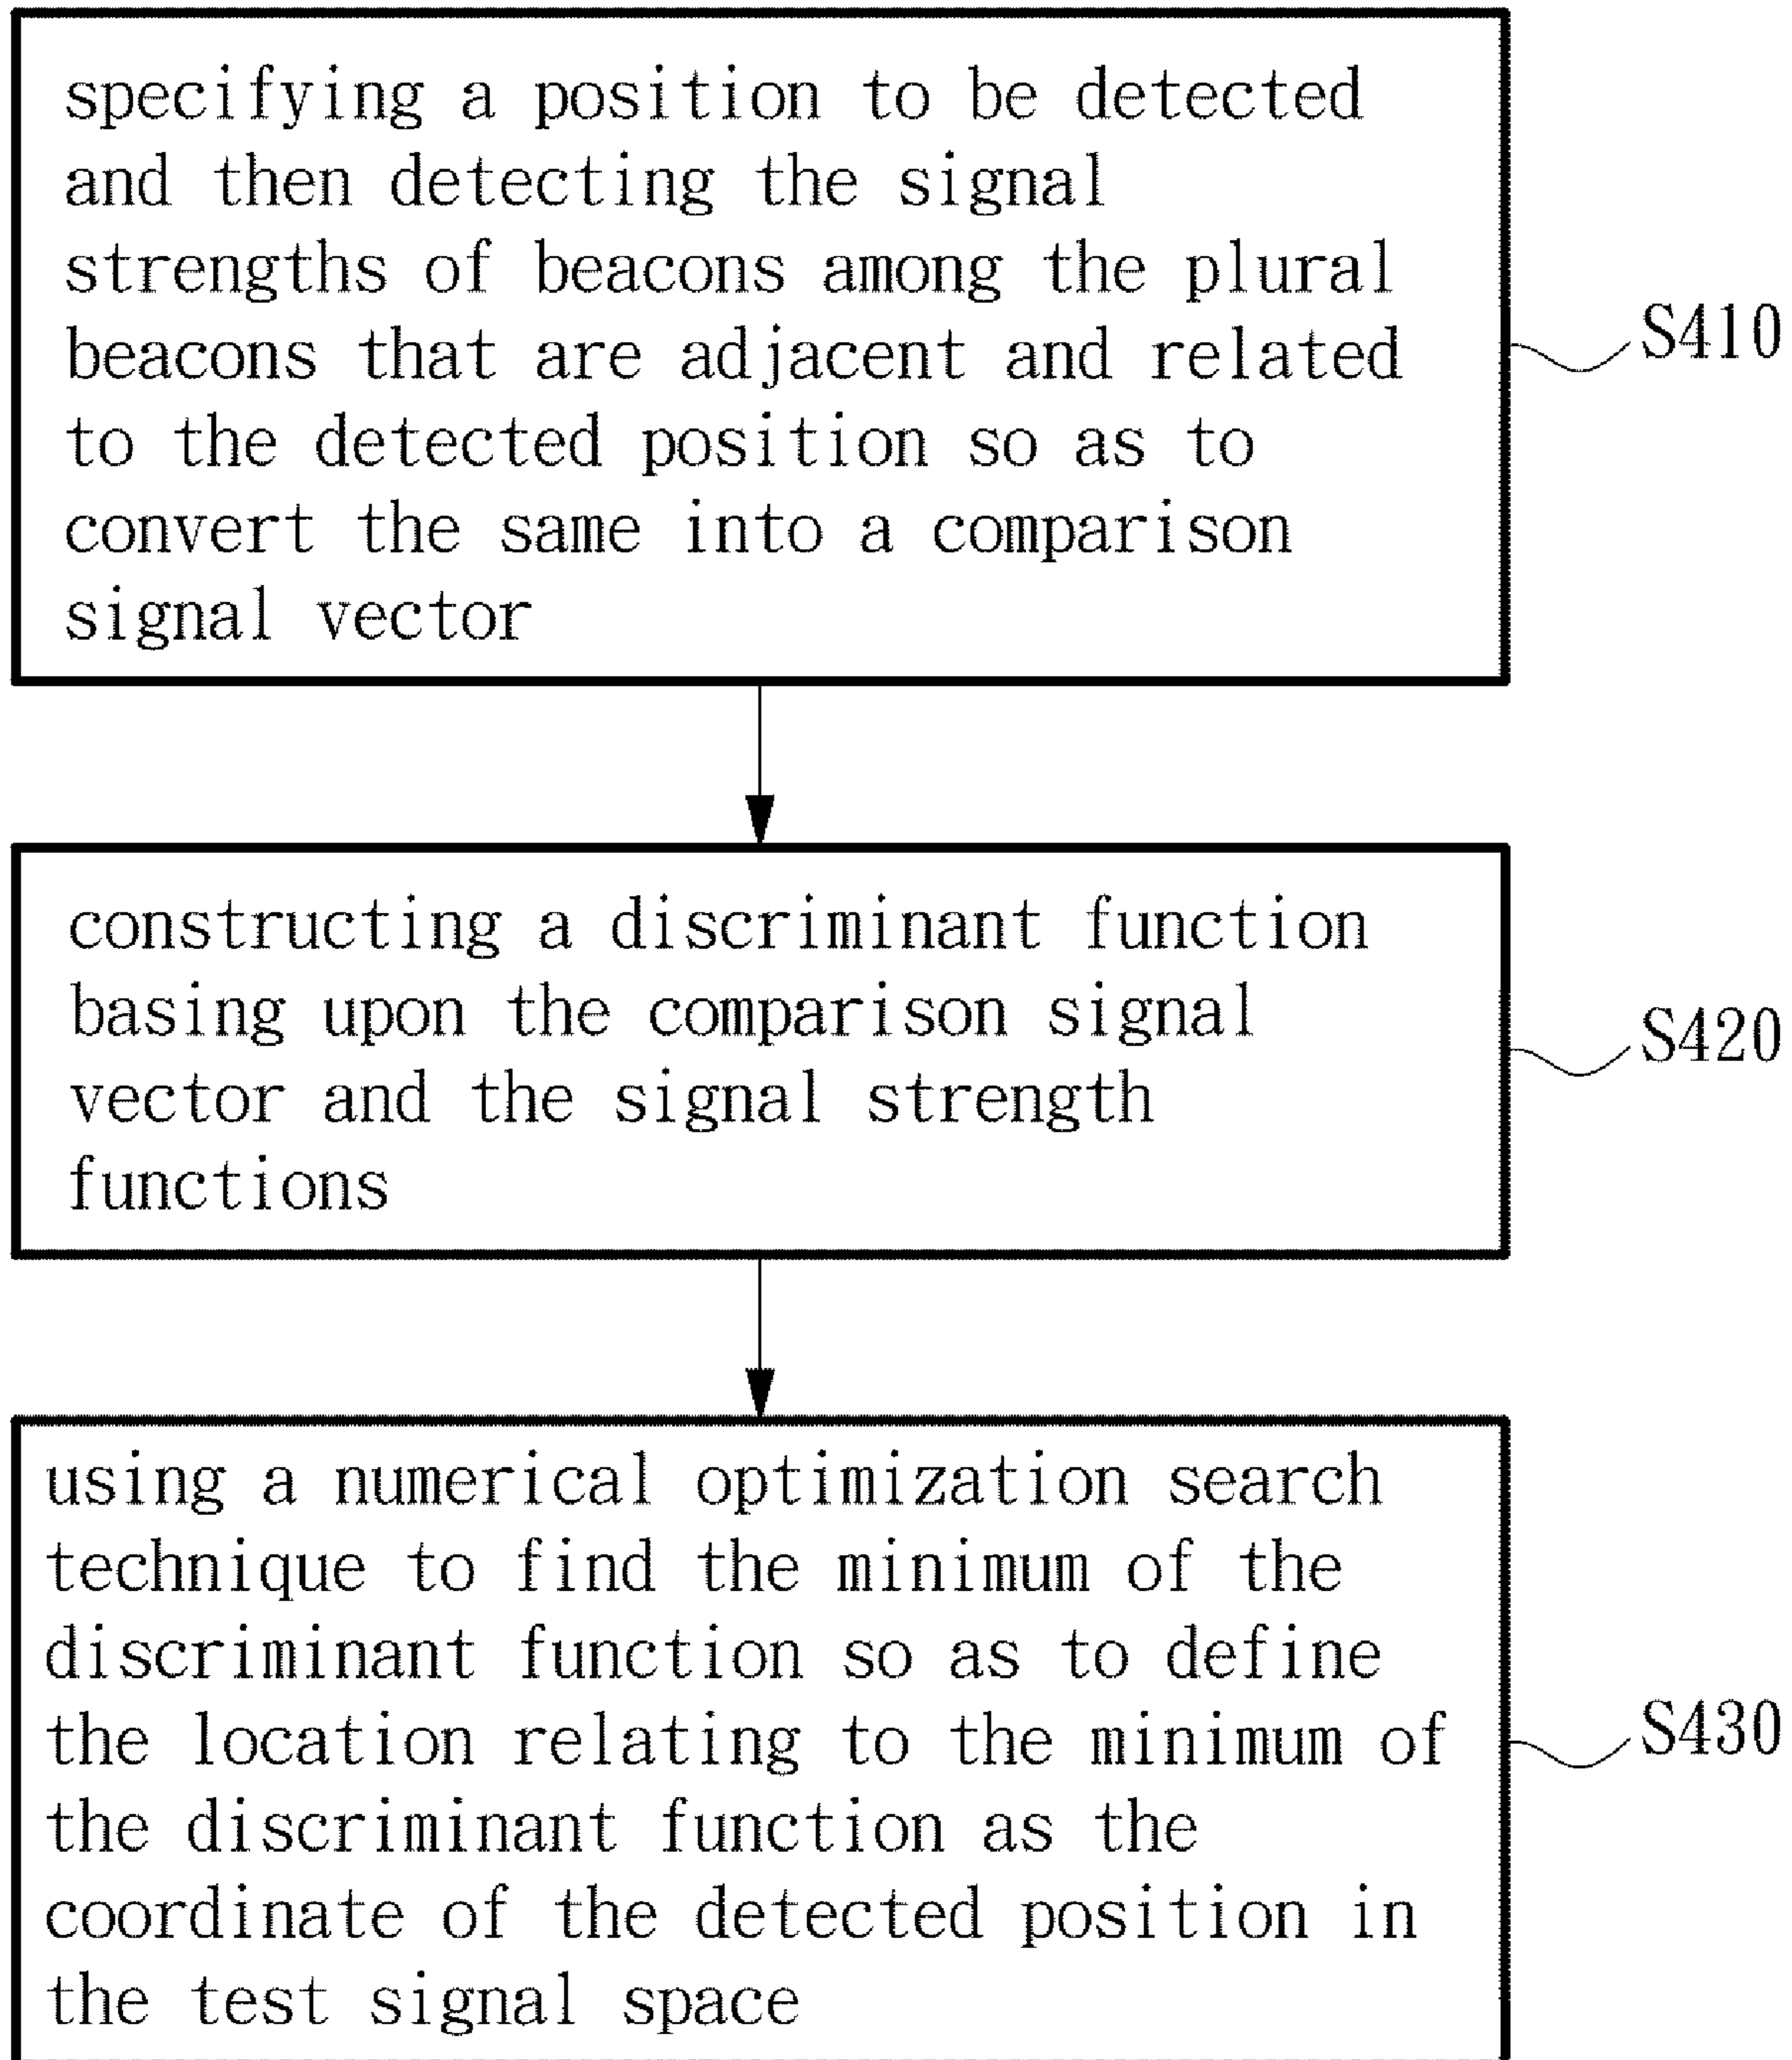 specifying a position to be detected
and then detecting the signal
strengths of beacons among the plural
beacons that are adjacent and related
to the detected position so as to
convert the same into a comparison
signal vector
S410
constructing a discriminant function
basing upon the comparison signal
vector and the signal strength
functions
S420
using a numerical optimization search
technique to find the minimum of the
discriminant function so as to define
the location relating to the minimum of
the discriminant function as the
coordinate of the detected position in
the test signal space
S430